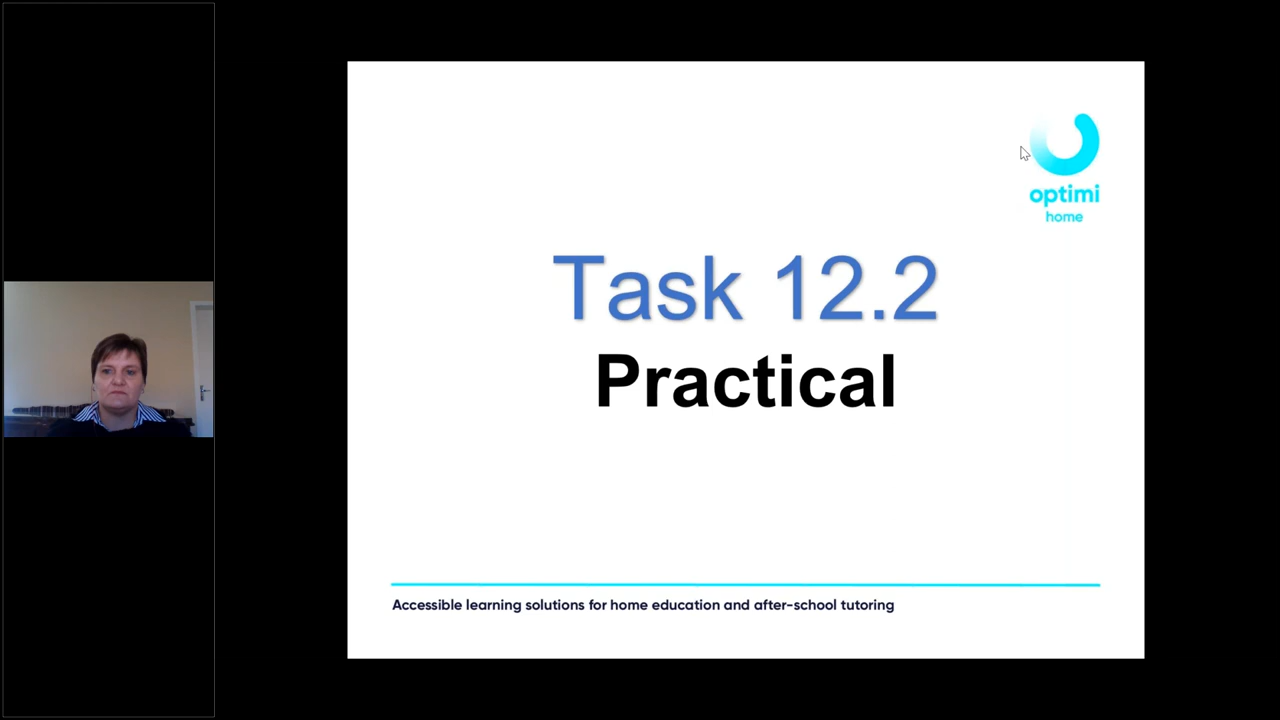 optimi
home
Task 12.2
Practical
Accessible learning solutions for home education and after-school tutoring